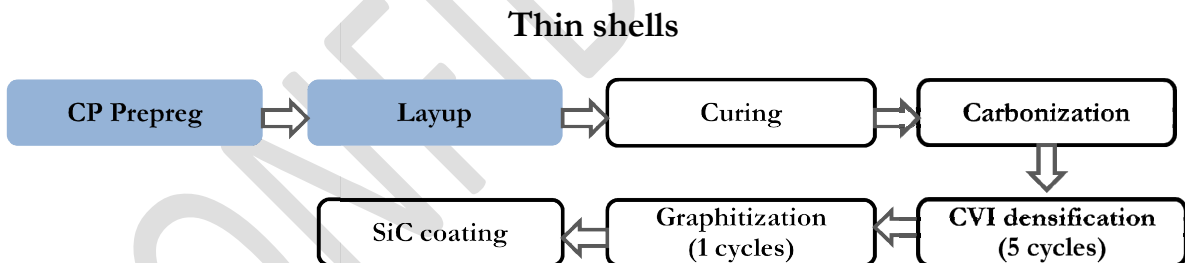 Thin shells
CP Prepreg
Layup
Curing
Carbonization
CVI densification
(5 cycles)
Graphitization
(1 cycles)
SiC coating